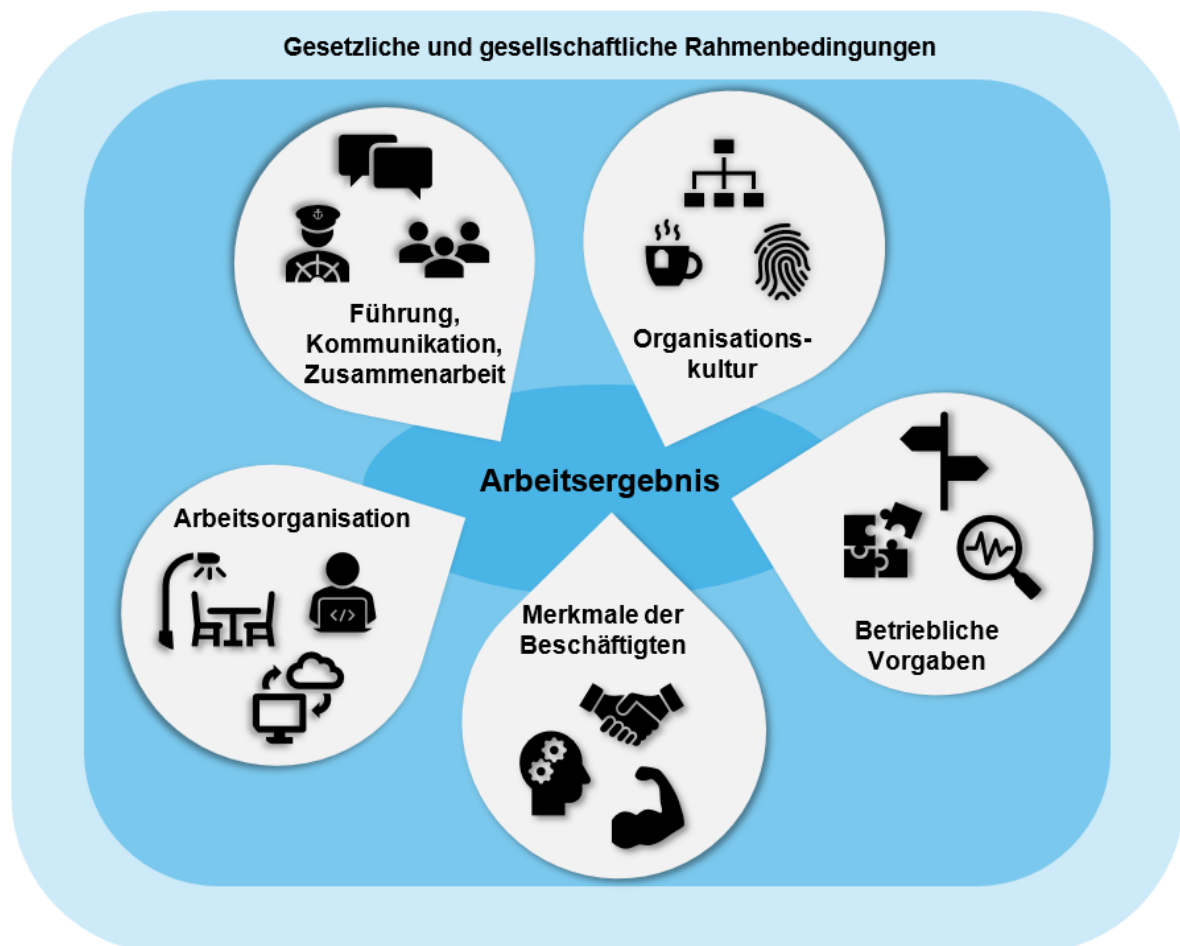 Gesetzliche und gesellschaftliche Rahmenbedingungen
Führung,
Kommunikation,
Zusammenarbeit
Organisations-
kultur
Arbeitsergebnis
Arbeitsorganisation
</>
Merkmale der
Beschäftigten
Betriebliche
Vorgaben